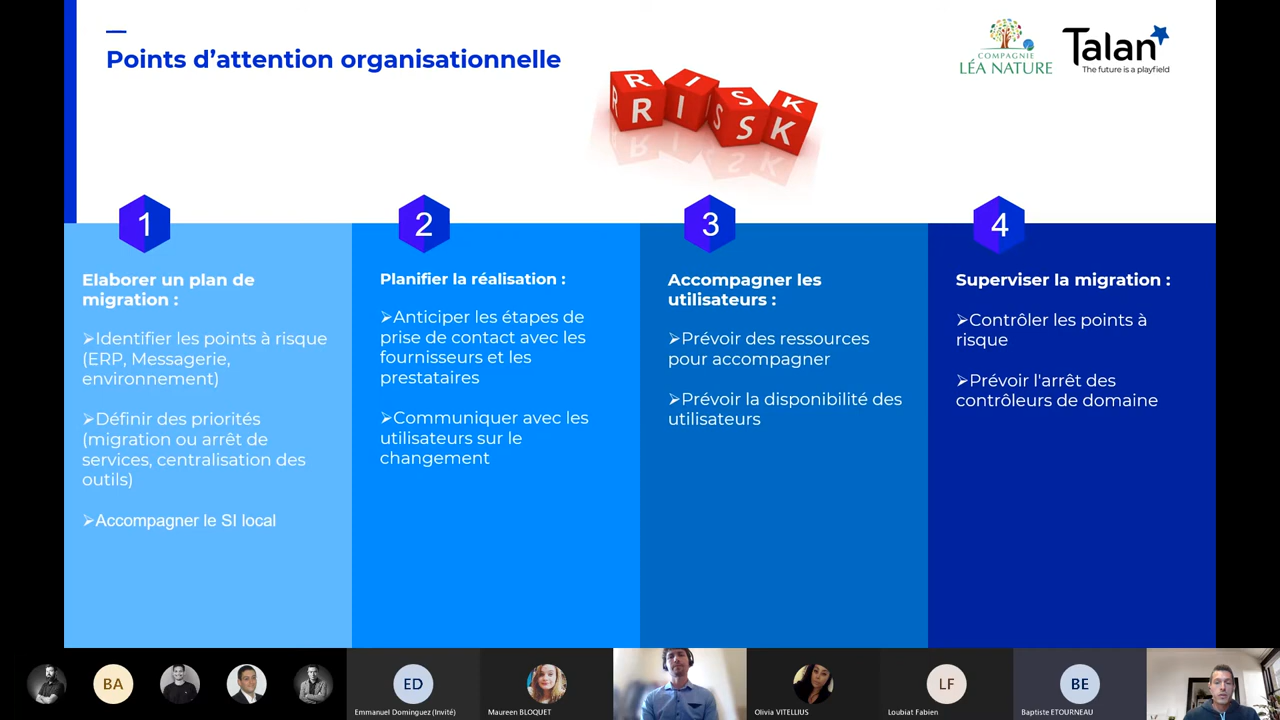 Points d’attention organisationnelle
COMPAGNIE
LÉA NATURE
Talan
The future is a playfield
R I S K
R I S S K
1
Elaborer un plan de
migration :
➢Identifier les points à risque
(ERP, Messagerie,
environnement)
➢Définir des priorités
(migration ou arrêt de
services, centralisation des
outils)
➢Accompagner le SI local
2
Planifier la réalisation :
➢Anticiper les étapes de
prise de contact avec les
fournisseurs et les
prestataires
➢Communiquer avec les
utilisateurs sur le
changement
3
Accompagner les
utilisateurs :
➢Prévoir des ressources
pour accompagner
➢Prévoir la disponibilité des
utilisateurs
4
Superviser la migration :
➢Contrôler les points à
risque
➢Prévoir l'arrêt des
contrôleurs de domaine
BA
ED
LF
BE
Emmanuel Dominguez (Invité)
Maureen BLOQUET
Olivia VITELLIUS
Loubiat Fabien
Baptiste ETOURNEAU